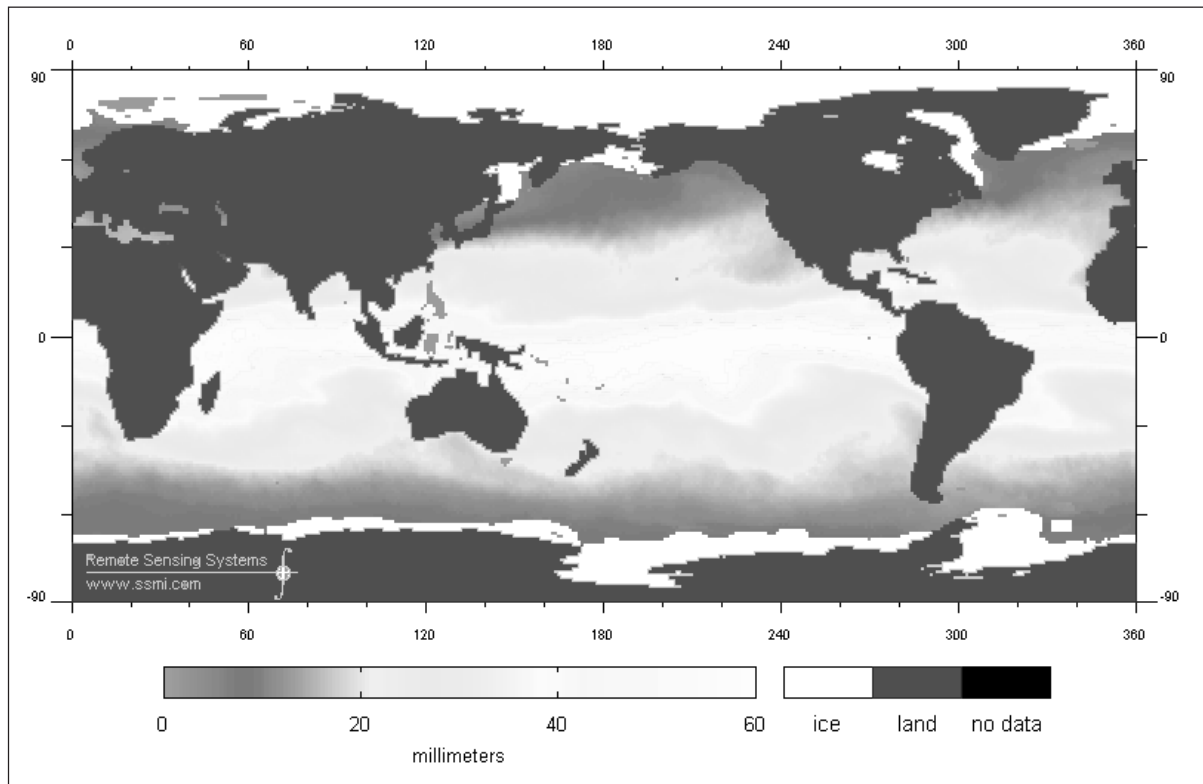 0 60 120 180 240 300 360
90 90
0 0
Remote Sensing Systems
www.ssmi.com
-90 -90
0 60 120 180 240 300 360
0 20 40 60 ice land no data
millimeters